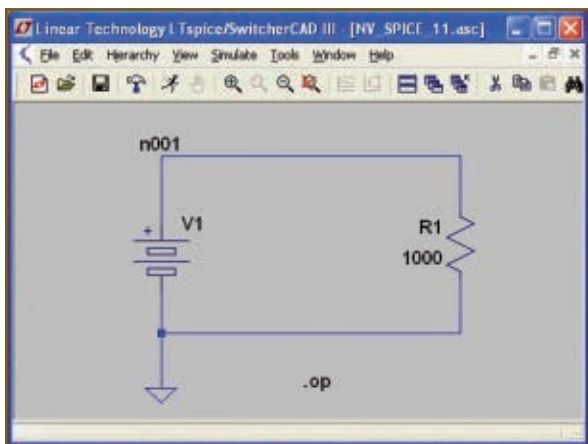 Linear Technology LTspice/SwitcherCAD III - [NV_SPICE_11.asc]
File Edit Hierarchy View Simulate Tools Window Help
n001
+
V1
R1
1000
.op